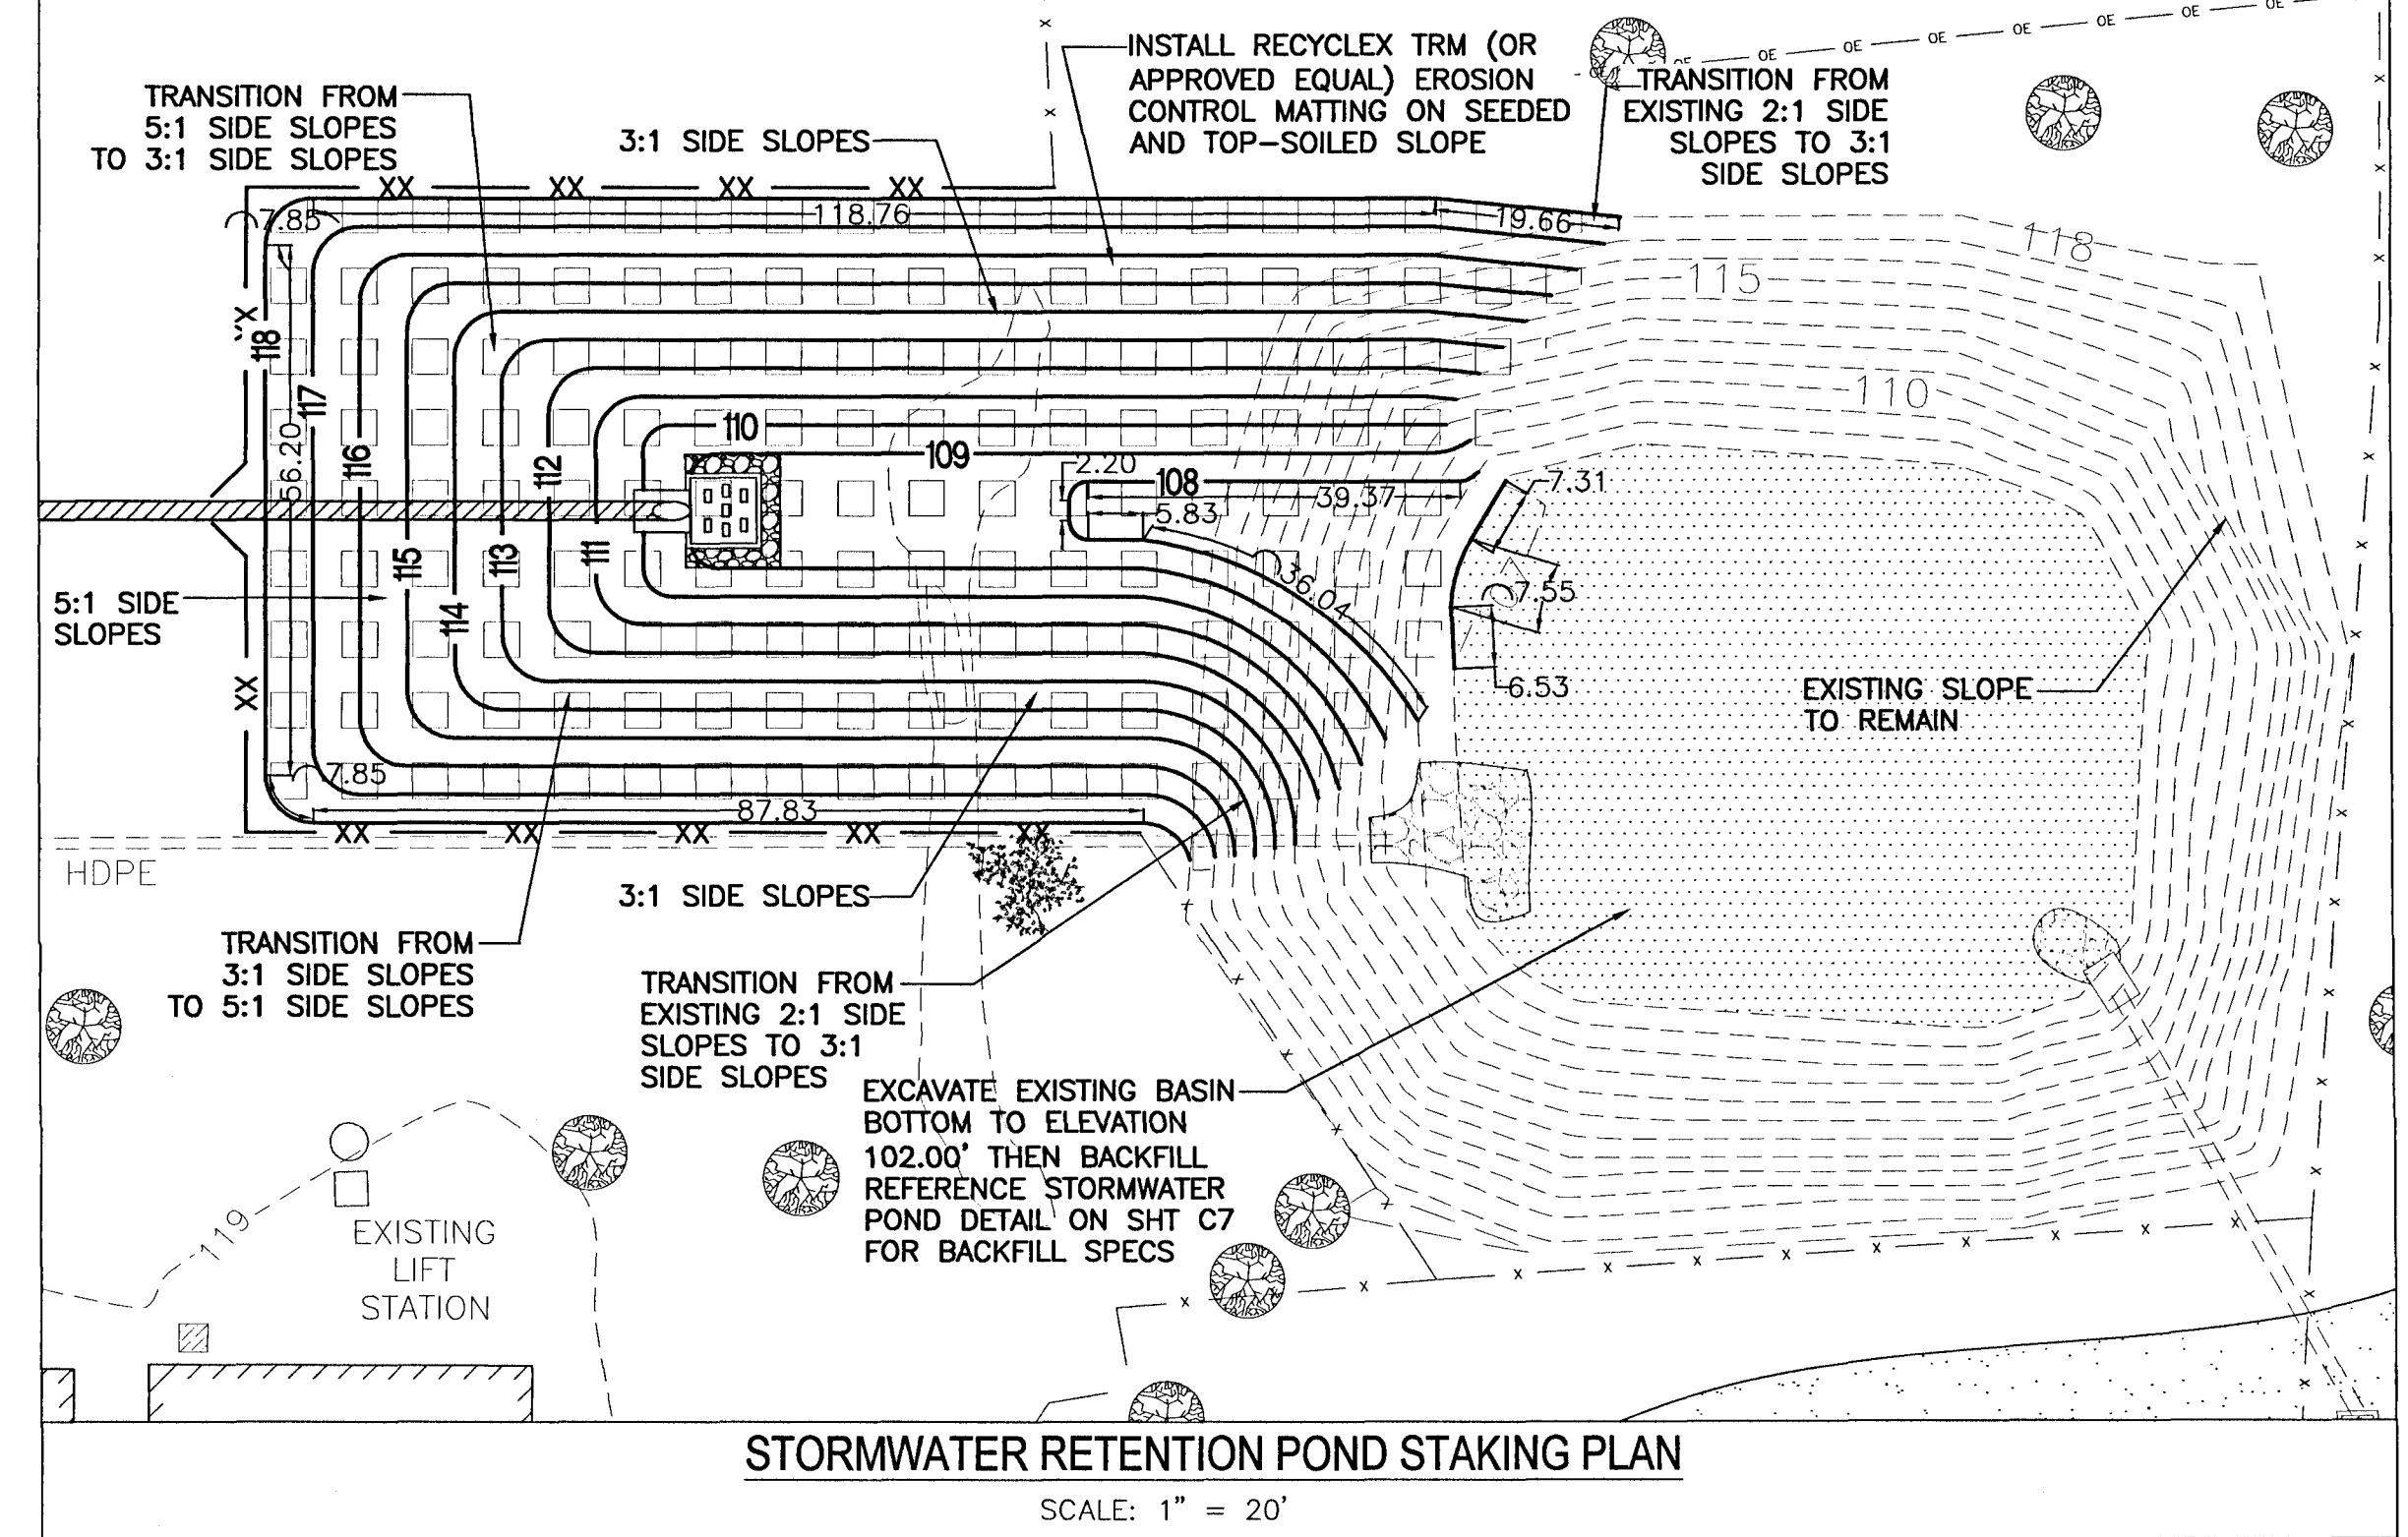 OE
OE
OE
OE
OE
OE
INSTALL RECYCLEX TRM (OR
APPROVED EQUAL) EROSION
CONTROL MATTING ON SEEDED
AND TOP-SOILED SLOPE
TRANSITION FROM
EXISTING 2:1 SIDE
SLOPES TO 3:1
SIDE SLOPES
TRANSITION FROM
5:1 SIDE SLOPES
TO 3:1 SIDE SLOPES
3:1 SIDE SLOPES
XX
XX
XX
XX
7.85
118.76
19.66
118
115
110
118
117
116
115
114
113
112
111
110
109
108
56.20
2.20
39.37
5.83
36.04
7.31
7.55
6.53
XX
5:1 SIDE
SLOPES
7.85
87.83
XX
XX
XX
XX
XX
HDPE
EXISTING SLOPE
TO REMAIN
3:1 SIDE SLOPES
TRANSITION FROM
3:1 SIDE SLOPES
TO 5:1 SIDE SLOPES
TRANSITION FROM
EXISTING 2:1 SIDE
SLOPES TO 3:1
SIDE SLOPES
EXCAVATE EXISTING BASIN
BOTTOM TO ELEVATION
102.00' THEN BACKFILL
REFERENCE STORMWATER
POND DETAIL ON SHT C7
FOR BACKFILL SPECS
119
EXISTING
LIFT
STATION
STORMWATER RETENTION POND STAKING PLAN
SCALE: 1" = 20'